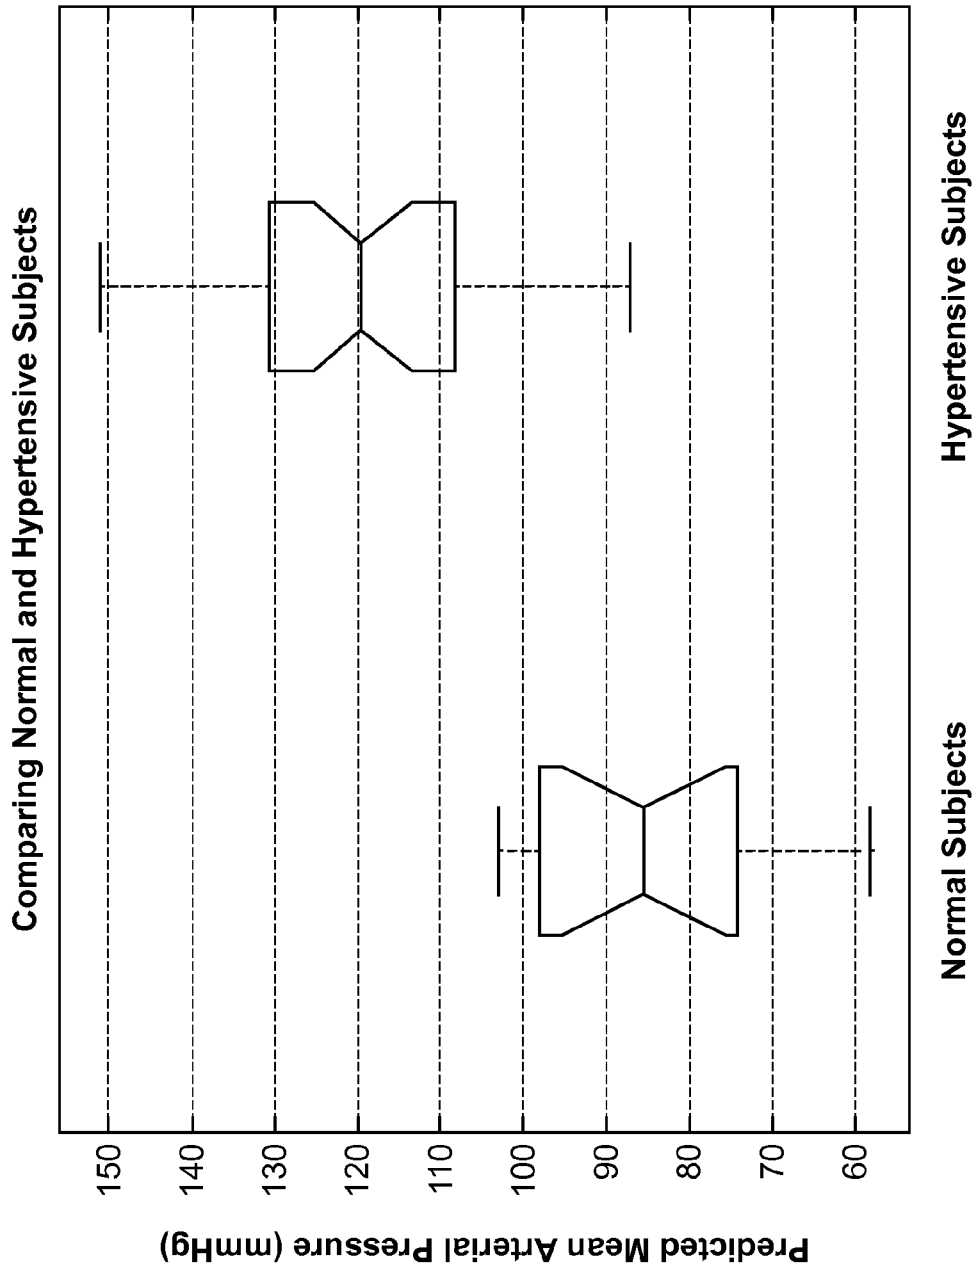 Comparing Normal and Hypertensive Subjects
Predicted Mean Arterial Pressure (mmHg)
150
140
130
120
110
100
90
80
70
60
Normal Subjects
Hypertensive Subjects